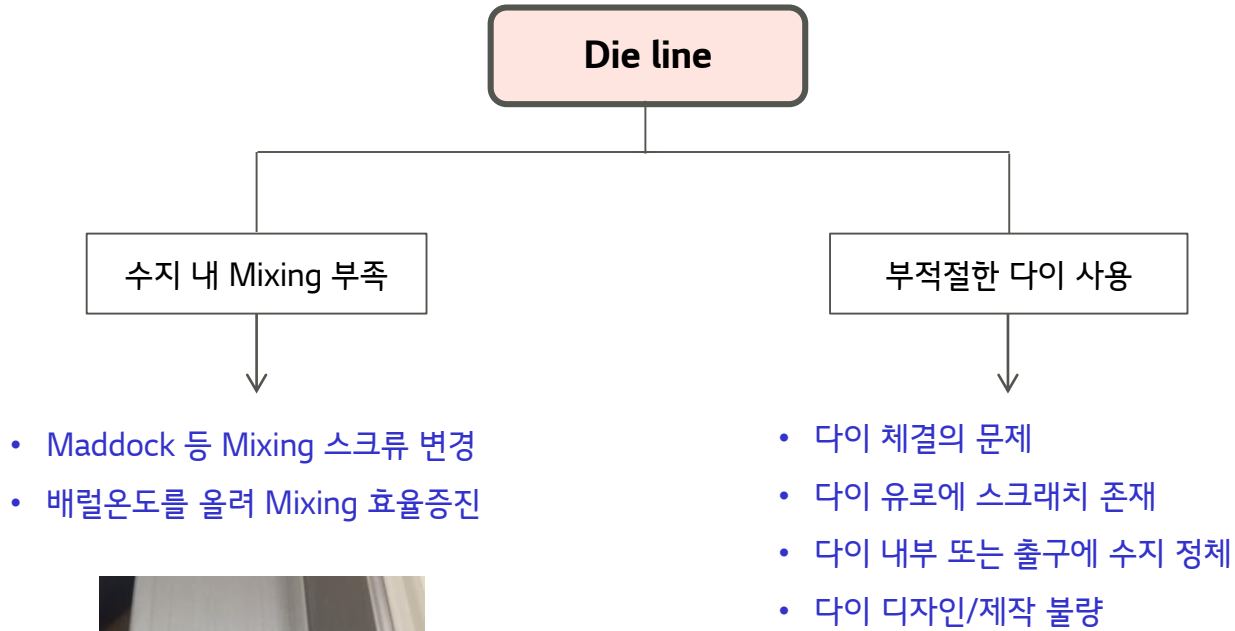 Die line
수지 내 Mixing 부족
부적절한 다이 사용
• Maddock 등 Mixing 스크류 변경
• 배럴온도를 올려 Mixing 효율증진
• 다이 체결의 문제
• 다이 유로에 스크래치 존재
• 다이 내부 또는 출구에 수지 정체
• 다이 디자인/제작 불량